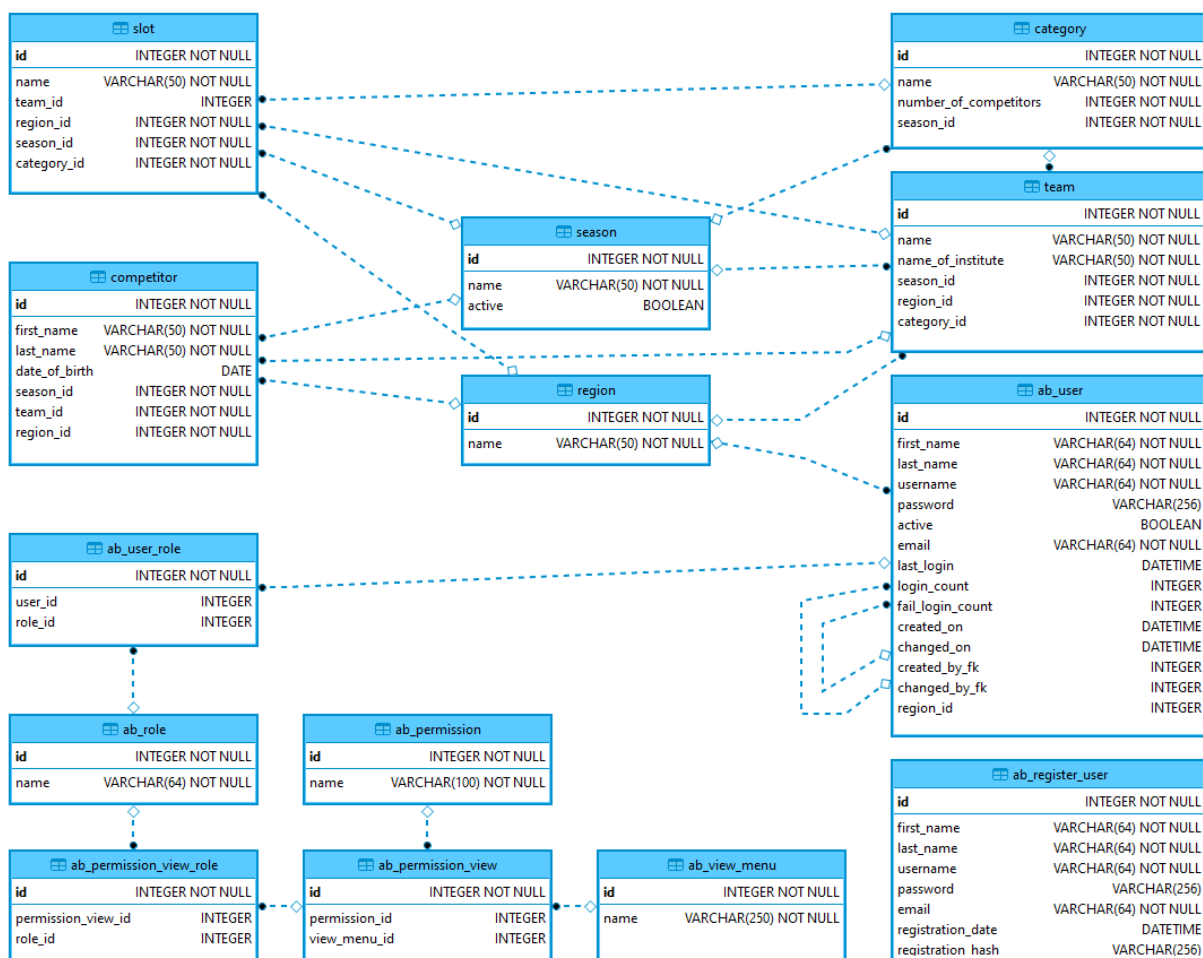 slot
id INTEGER NOT NULL
name VARCHAR(50) NOT NULL
team_id INTEGER
region_id INTEGER NOT NULL
season_id INTEGER NOT NULL
category_id INTEGER NOT NULL
category
id INTEGER NOT NULL
name VARCHAR(50) NOT NULL
number_of_competitors INTEGER NOT NULL
season_id INTEGER NOT NULL
team
id INTEGER NOT NULL
name VARCHAR(50) NOT NULL
name_of_institute VARCHAR(50) NOT NULL
season_id INTEGER NOT NULL
region_id INTEGER NOT NULL
category_id INTEGER NOT NULL
season
id INTEGER NOT NULL
name VARCHAR(50) NOT NULL
active BOOLEAN
competitor
id INTEGER NOT NULL
first_name VARCHAR(50) NOT NULL
last_name VARCHAR(50) NOT NULL
date_of_birth DATE
season_id INTEGER NOT NULL
team_id INTEGER NOT NULL
region_id INTEGER NOT NULL
region
id INTEGER NOT NULL
name VARCHAR(50) NOT NULL
ab_user
id INTEGER NOT NULL
first_name VARCHAR(64) NOT NULL
last_name VARCHAR(64) NOT NULL
username VARCHAR(64) NOT NULL
password VARCHAR(256)
active BOOLEAN
email VARCHAR(64) NOT NULL
last_login DATETIME
login_count INTEGER
fail_login_count INTEGER
created_on DATETIME
changed_on DATETIME
created_by_fk INTEGER
changed_by_fk INTEGER
region_id INTEGER
ab_user_role
id INTEGER NOT NULL
user_id INTEGER
role_id INTEGER
ab_role
id INTEGER NOT NULL
name VARCHAR(64) NOT NULL
ab_permission
id INTEGER NOT NULL
name VARCHAR(100) NOT NULL
ab_permission_view_role
id INTEGER NOT NULL
permission_view_id INTEGER
role_id INTEGER
ab_permission_view
id INTEGER NOT NULL
permission_id INTEGER
view_menu_id INTEGER
ab_view_menu
id INTEGER NOT NULL
name VARCHAR(250) NOT NULL
ab_register_user
id INTEGER NOT NULL
first_name VARCHAR(64) NOT NULL
last_name VARCHAR(64) NOT NULL
username VARCHAR(64) NOT NULL
password VARCHAR(256)
email VARCHAR(64) NOT NULL
registration_date DATETIME
registration_hash VARCHAR(256)